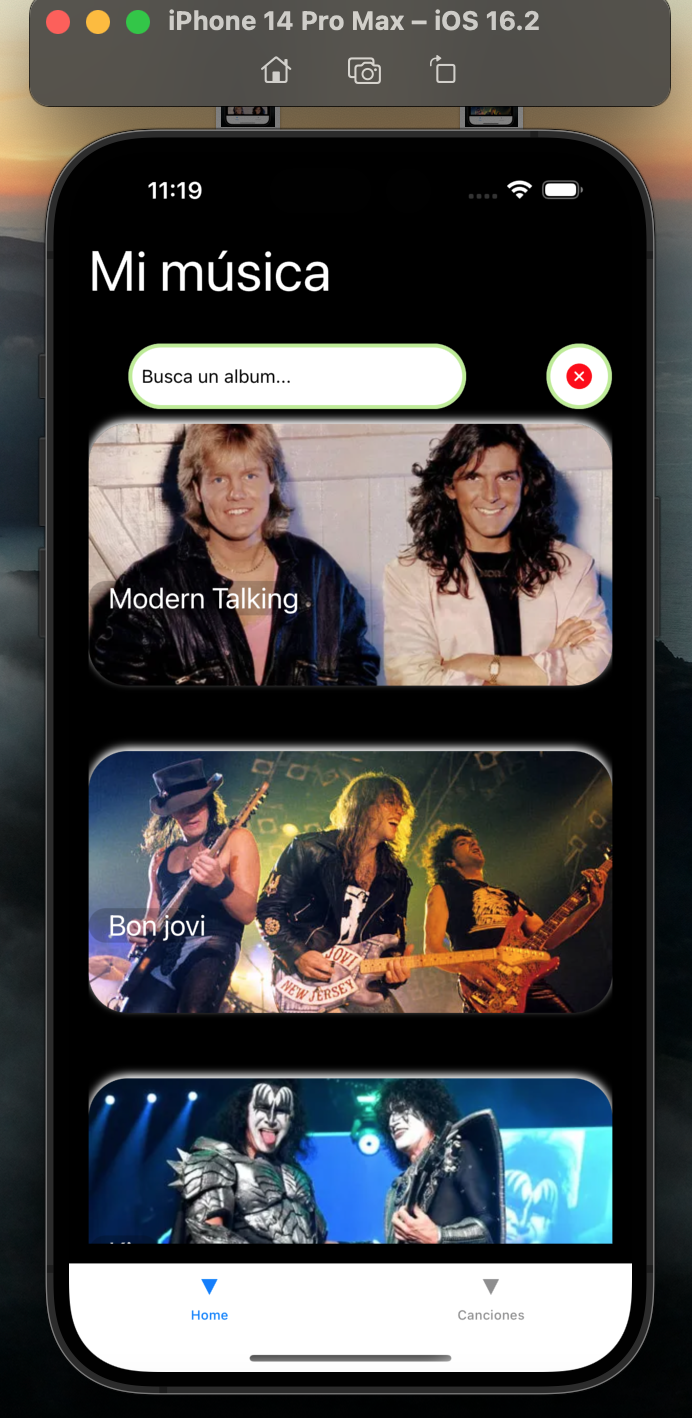 iPhone 14 Pro Max – iOS 16.2
11:19
Mi música
Busca un album...
Modern Talking
Bon jovi
JOVI
NEW JERSEY
Home
Canciones